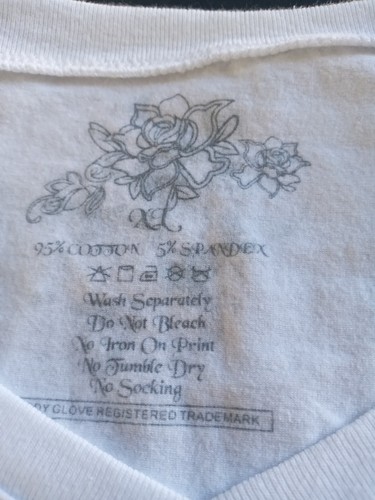 XL
95% COTTON 5% SPANDEX
Wash Separately
Do Not Bleach
No Iron On Print
No Tumble Dry
No Socking
GLOVE REGISTERED TRADEMARK